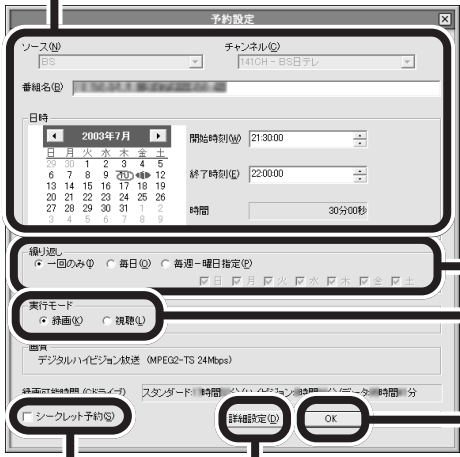 予約設定
ソース(N)
チャンネル(C)
BS
141CH - BS日テレ
番組名(B)
日時
2003年7月
日 月 火 水 木 金 土
29 30 1 2 3 4 5
6 7 8 9 10 11 12
13 14 15 16 17 18 19
20 21 22 23 24 25 26
27 28 29 30 31 1 2
3 4 5 6 7 8 9
開始時刻(W) 21:30:00
終了時刻(E) 22:00:00
時間 30分00秒
繰り返し
一回のみ(I) 毎日(O) 毎週-曜日指定(P)
日 月 火 水 木 金 土
実行モード
録画(K) 視聴(L)
画質
デジタルハイビジョン放送 (MPEG2-TS 24Mbps)
録画可能時間 (Cドライブ) スタンダード: 時間 分/ハイビジョン: 時間 分/データ: 時間 分
シークレット予約(S)
詳細設定(D)
OK